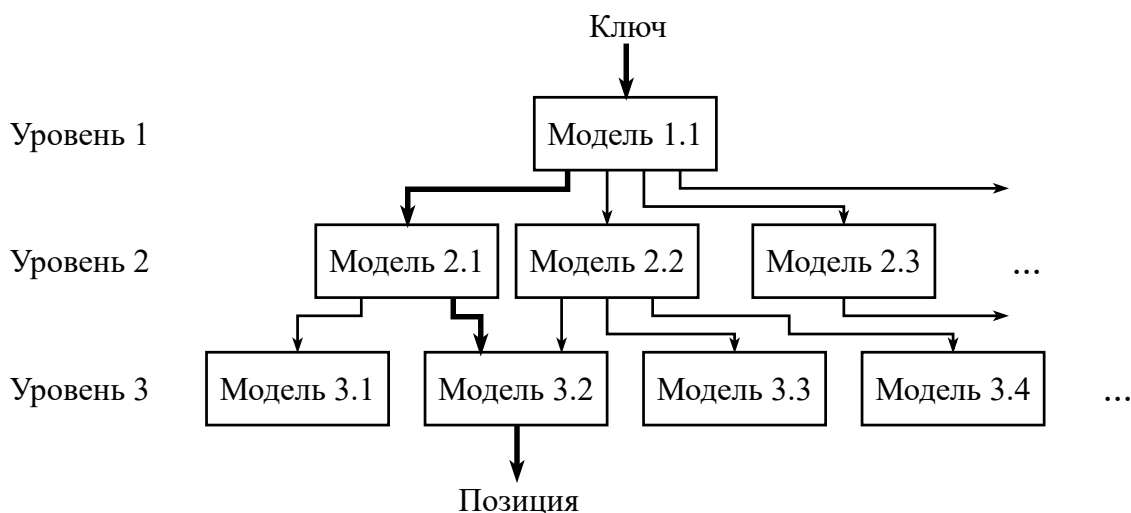 Ключ
Уровень 1 Модель 1.1
Уровень 2 Модель 2.1 Модель 2.2 Модель 2.3 ...
Уровень 3 Модель 3.1 Модель 3.2 Модель 3.3 Модель 3.4 ...
Позиция